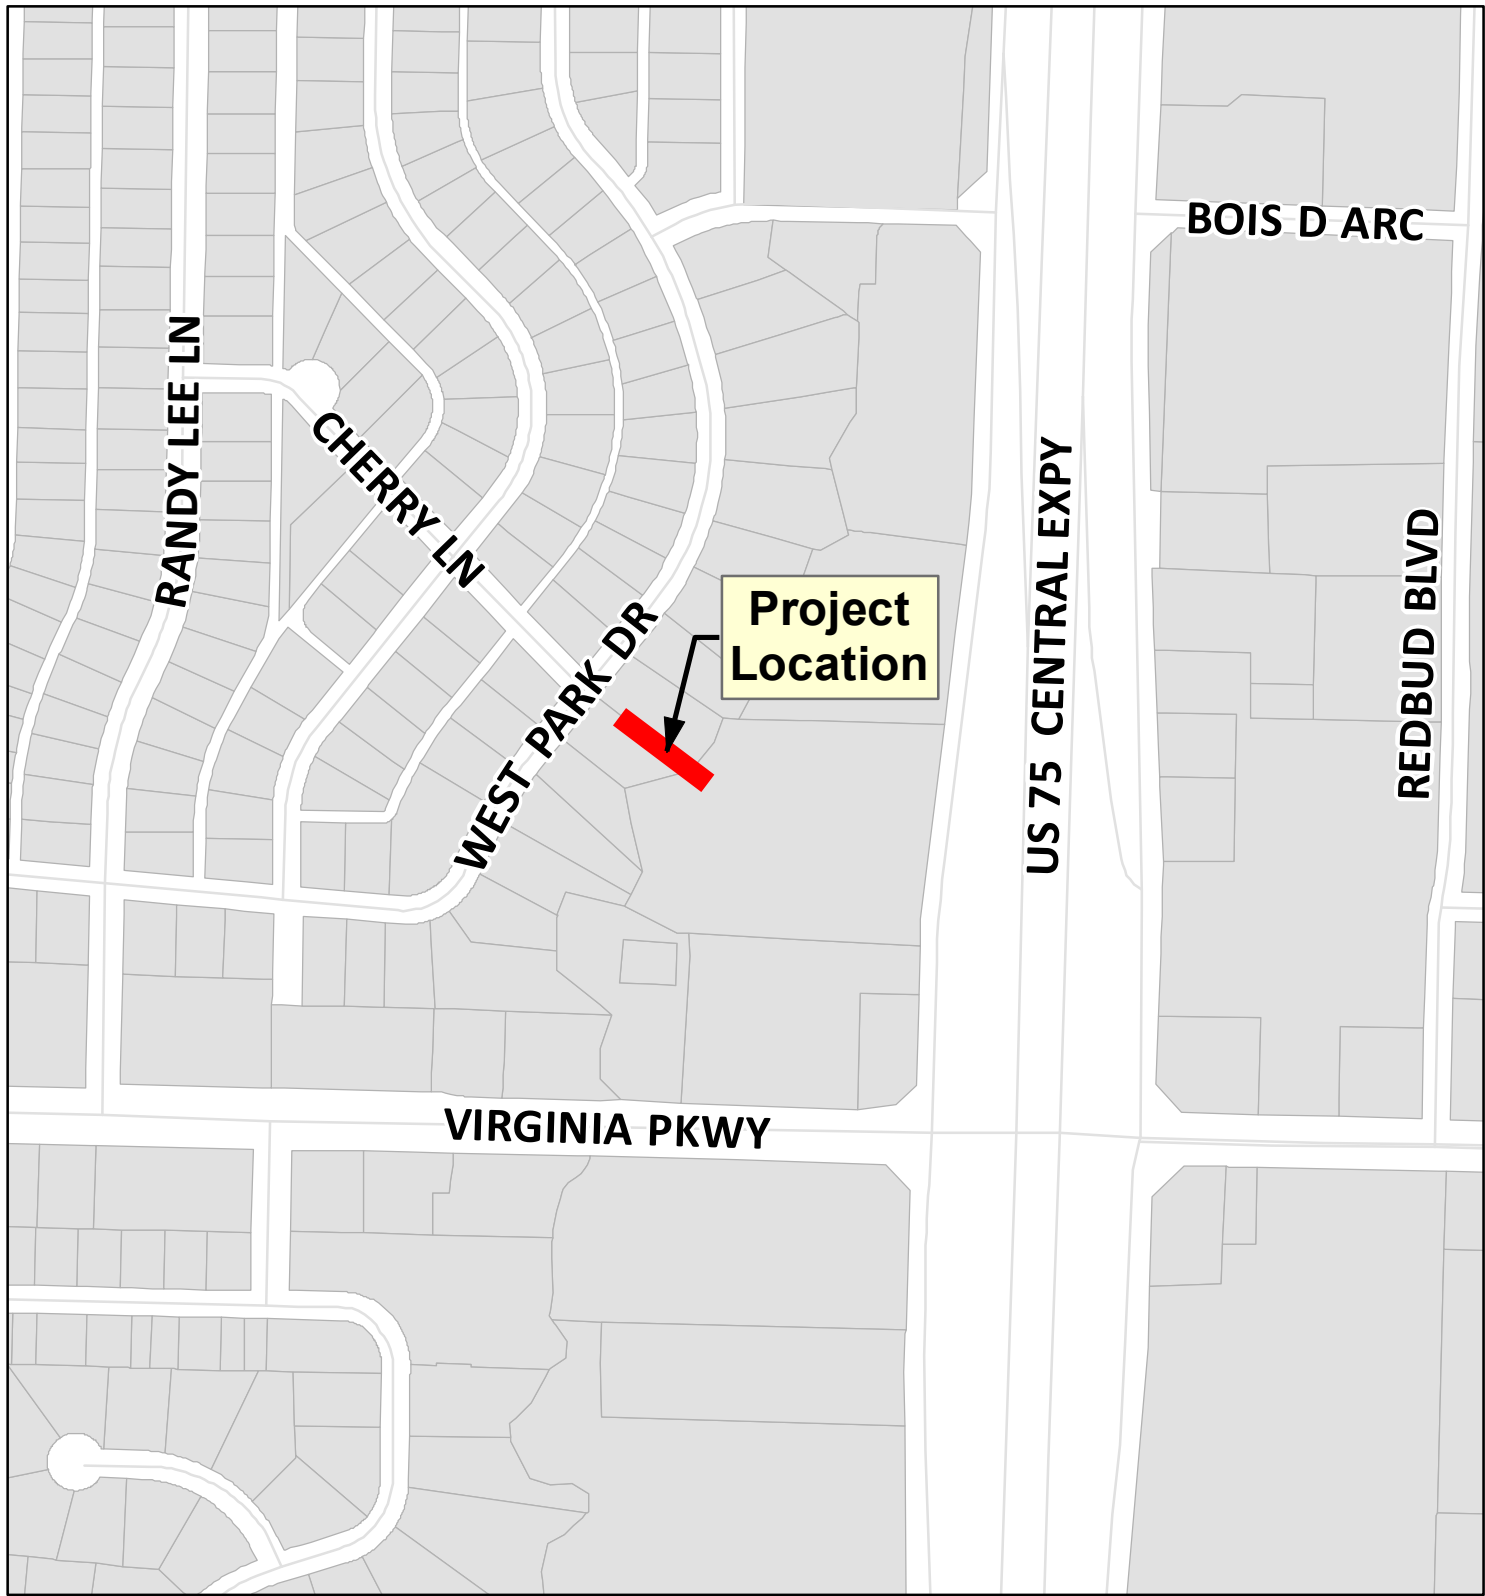 BOIS D ARC
RANDY LEE LN
CHERRY LN
US 75 CENTRAL EXPY
REDBUD BLVD
Project
Location
WEST PARK DR
VIRGINIA PKWY